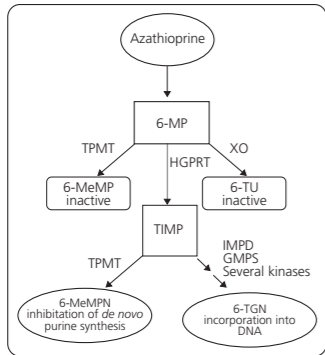 Azathioprine
6-MP
TPMT
HGPRT
XO
6-MeMP
inactive
6-TU
inactive
TIMP
TPMT
IMPD
GMPS
Several kinases
6-MeMPN
inhibitation of de novo
purine synthesis
6-TGN
incorporation into
DNA